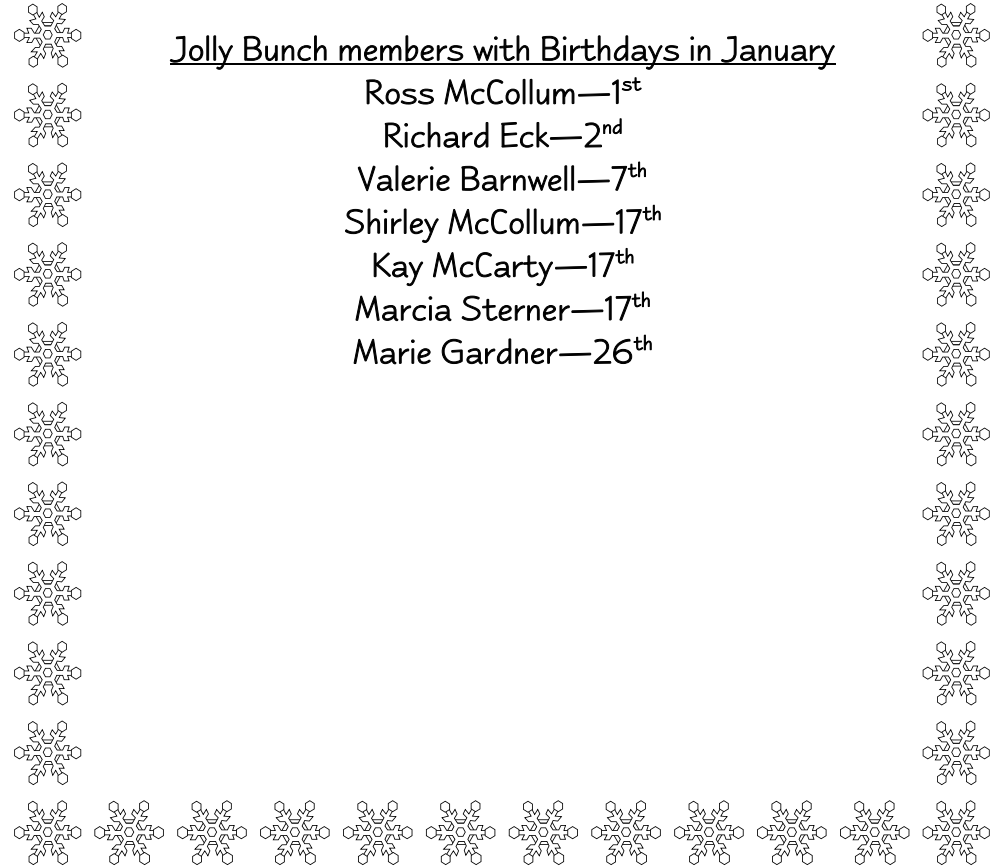 Jolly Bunch members with Birthdays in January
Ross McCollum—1st
Richard Eck—2nd
Valerie Barnwell—7th
Shirley McCollum—17th
Kay McCarty—17th
Marcia Sterner—17th
Marie Gardner—26th